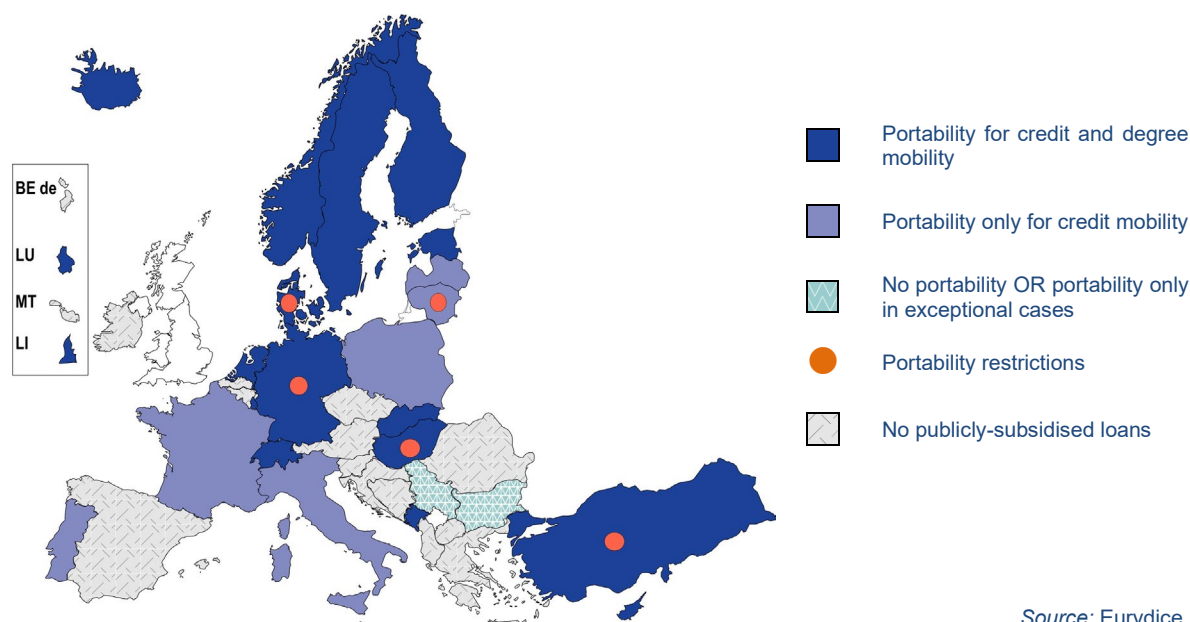 BE de
LU
MT
LI
Portability for credit and degree
mobility
Portability only for credit mobility
No portability OR portability only
in exceptional cases
Portability restrictions
No publicly-subsidised loans
Source: Eurydice